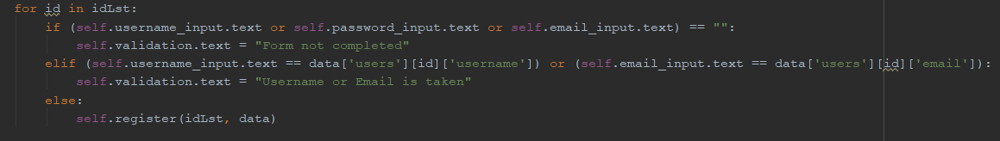 for id in idLst:
if (self.username_input.text or self.password_input.text or self.email_input.text) == "":
self.validation.text = "Form not completed"
elif (self.username_input.text == data['users'][id]['username']) or (self.email_input.text == data['users'][id]['email']):
self.validation.text = "Username or Email is taken"
else:
self.register(idLst, data)